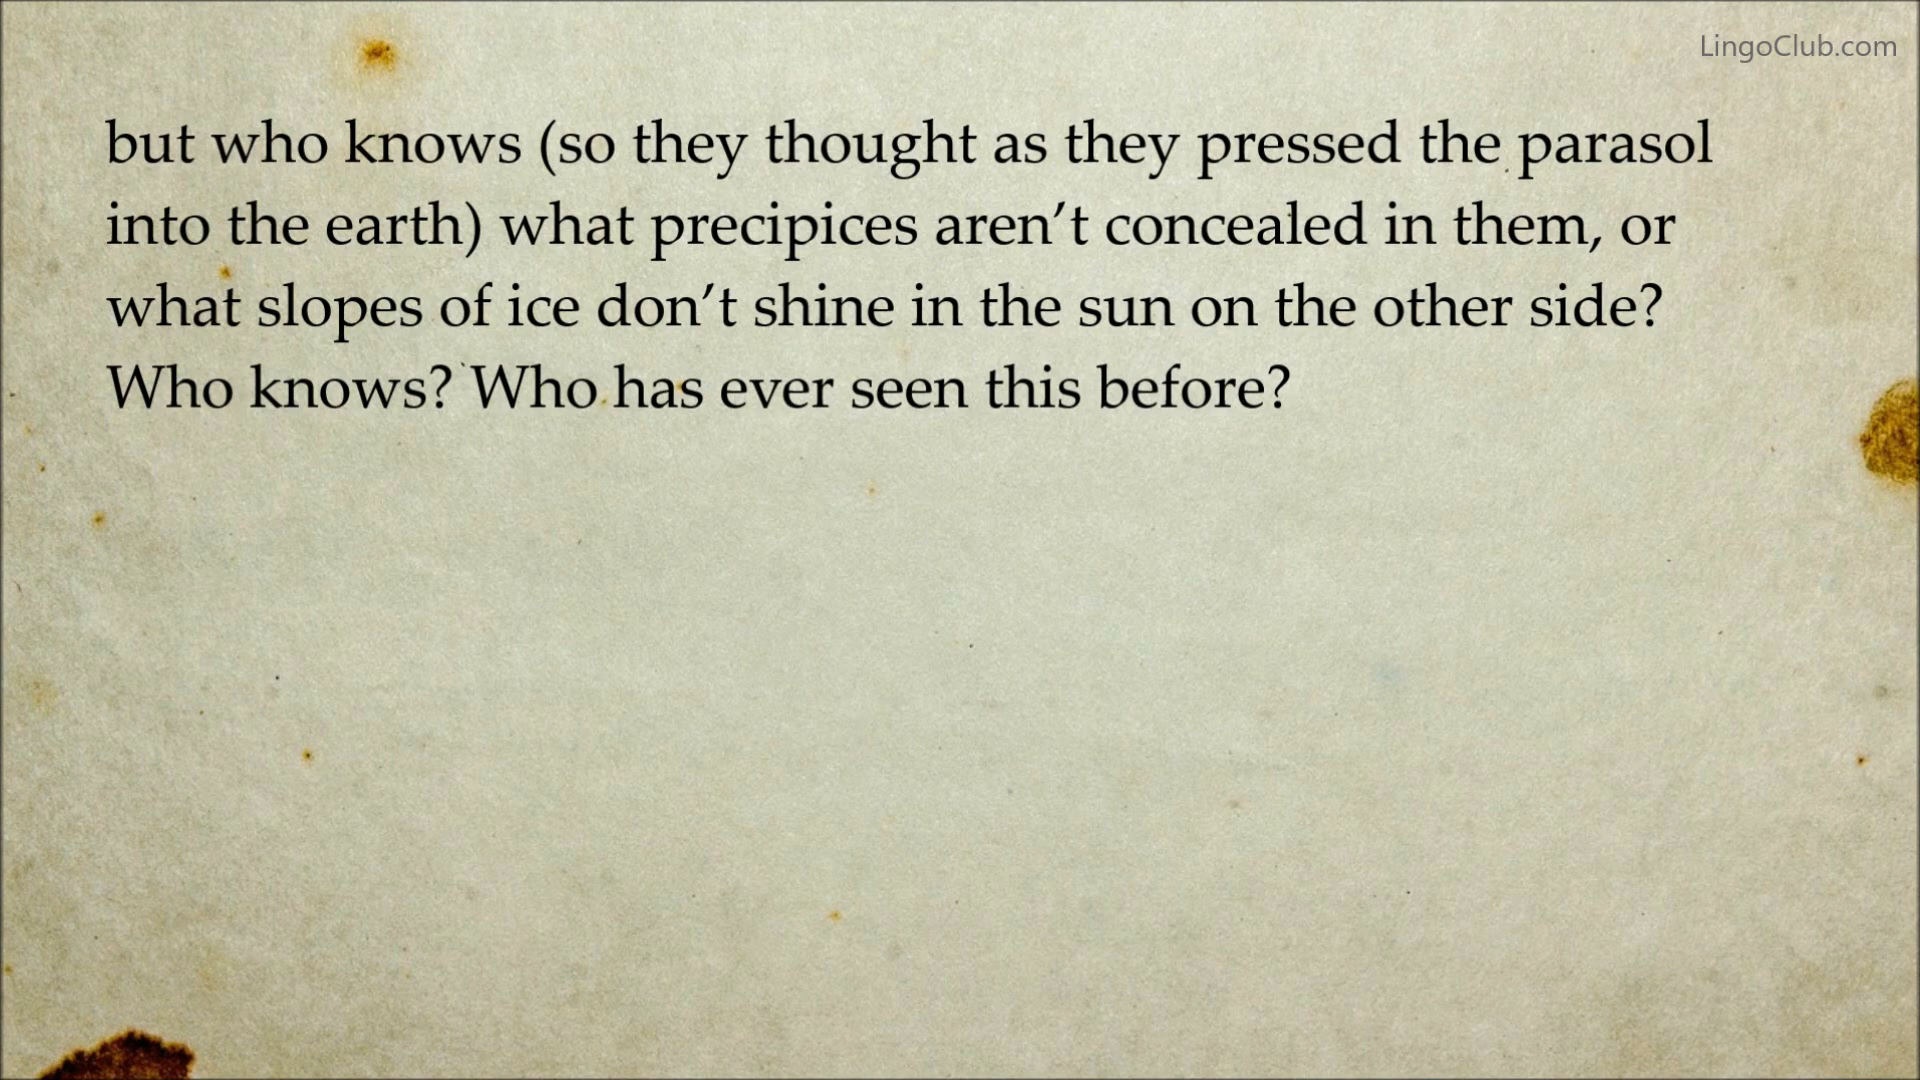 LingoClub.com
but who knows (so they thought as they pressed the parasol
into the earth) what precipices aren’t concealed in them, or
what slopes of ice don’t shine in the sun on the other side?
Who knows? Who has ever seen this before?